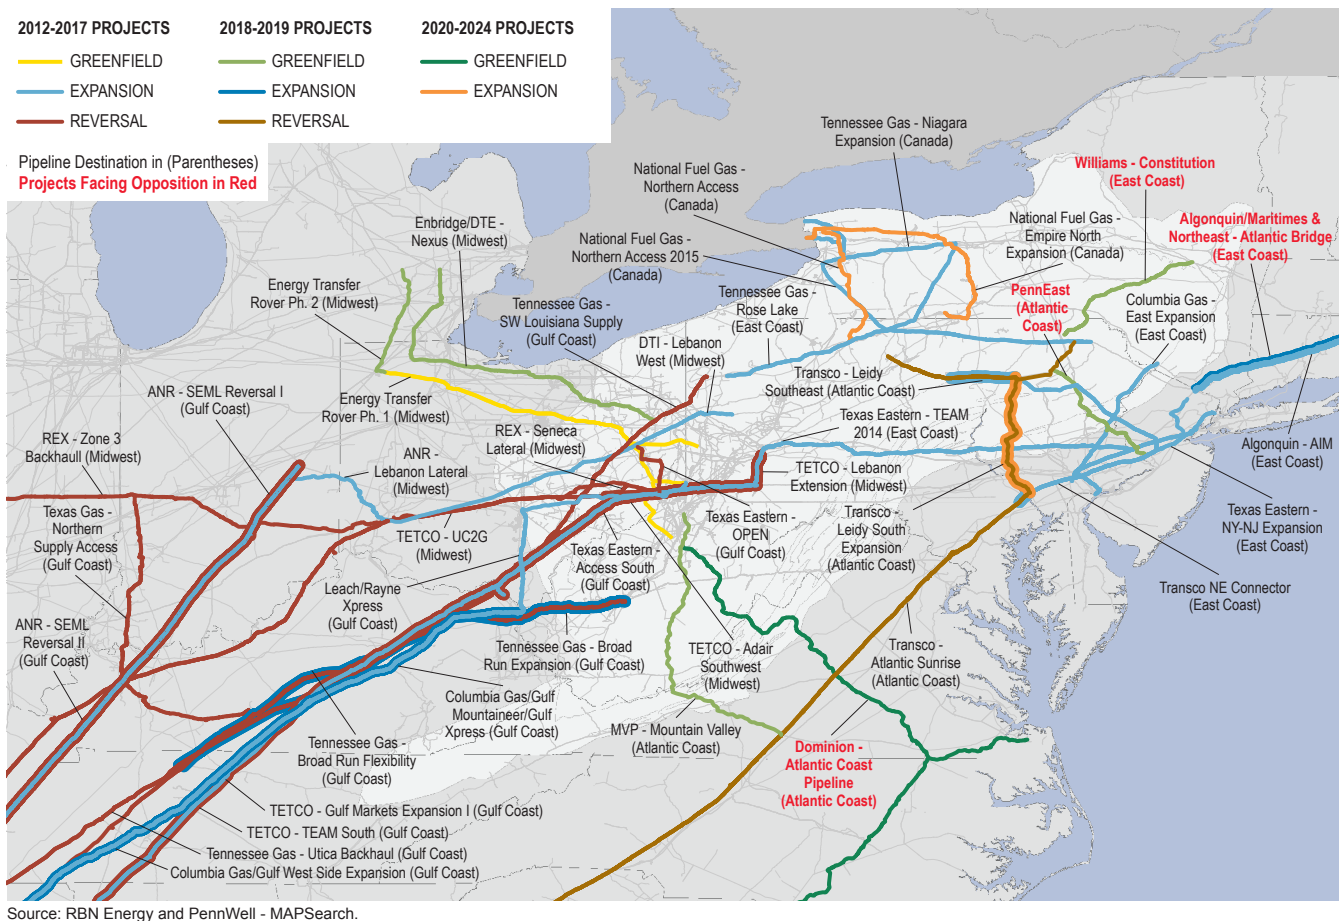 2012-2017 PROJECTS
GREENFIELD
EXPANSION
REVERSAL
2018-2019 PROJECTS
GREENFIELD
EXPANSION
REVERSAL
2020-2024 PROJECTS
GREENFIELD
EXPANSION
Pipeline Destination in (Parentheses)
Projects Facing Opposition in Red
Tennessee Gas - Niagara
Expansion (Canada)
National Fuel Gas -
Northern Access
(Canada)
Williams - Constitution
(East Coast)
Enbridge/DTE -
Nexus (Midwest)
National Fuel Gas -
Northern Access 2015
(Canada)
National Fuel Gas -
Empire North
Expansion (Canada)
Algonquin/Maritimes &
Northeast - Atlantic Bridge
(East Coast)
Energy Transfer
Rover Ph. 2 (Midwest)
Tennessee Gas -
SW Louisiana Supply
(Gulf Coast)
Tennessee Gas -
Rose Lake
(East Coast)
PennEast
(Atlantic
Coast)
Columbia Gas -
East Expansion
(East Coast)
DTI - Lebanon
West (Midwest)
Transco - Leidy
Southeast (Atlantic Coast)
ANR - SEML Reversal I
(Gulf Coast)
Energy Transfer
Rover Ph. 1 (Midwest)
Texas Eastern - TEAM
2014 (East Coast)
REX - Zone 3
Backhaull (Midwest)
REX - Seneca
Lateral (Midwest)
Algonquin - AIM
(East Coast)
ANR -
Lebanon Lateral
(Midwest)
TETCO - Lebanon
Extension (Midwest)
Texas Gas -
Northern
Supply Access
(Gulf Coast)
TETCO - UC2G
(Midwest)
Texas Eastern -
OPEN
(Gulf Coast)
Transco -
Leidy South
Expansion
(Atlantic Coast)
Texas Eastern -
NY-NJ Expansion
(East Coast)
Texas Eastern -
Access South
(Gulf Coast)
Leach/Rayne
Xpress
(Gulf Coast)
Transco NE Connector
(East Coast)
ANR - SEML
Reversal II
(Gulf Coast)
Tennessee Gas - Broad
Run Expansion (Gulf Coast)
TETCO - Adair
Southwest
(Midwest)
Transco -
Atlantic Sunrise
(Atlantic Coast)
Columbia Gas/Gulf
Mountaineer/Gulf
Xpress (Gulf Coast)
MVP - Mountain Valley
(Atlantic Coast)
Tennessee Gas -
Broad Run Flexibility
(Gulf Coast)
Dominion -
Atlantic Coast
Pipeline
(Atlantic Coast)
TETCO - Gulf Markets Expansion I (Gulf Coast)
TETCO - TEAM South (Gulf Coast)
Tennessee Gas - Utica Backhaul (Gulf Coast)
Columbia Gas/Gulf West Side Expansion (Gulf Coast)
Source: RBN Energy and PennWell - MAPSearch.